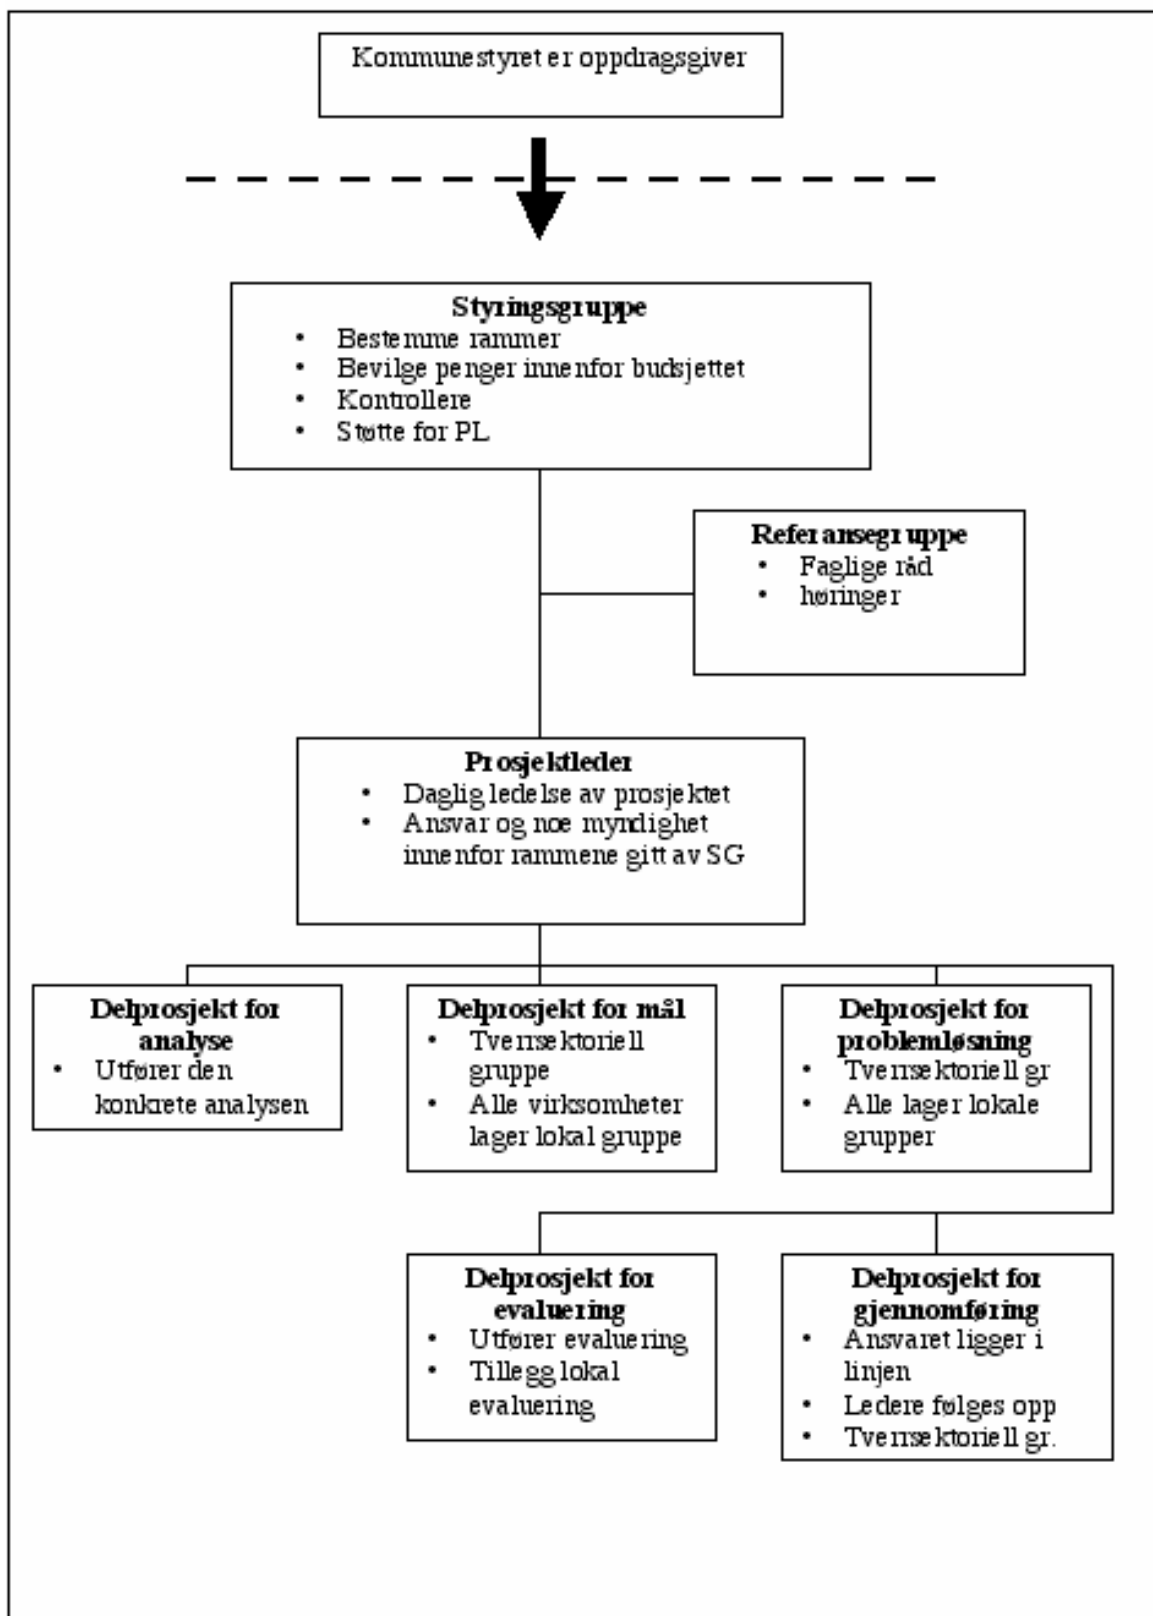 Kommunestyret er oppdragsgiver
Styringsgruppe
• Bestemme rammer
• Bevilge penger innenfor budsjettet
• Kontrollere
• Støtte for PL
Referansegruppe
• Faglige råd
• høringer
Prosjektleder
• Daglig ledelse av prosjektet
• Ansvar og noe myndighet
innenfor rammene gitt av SG
Delprosjekt for
analyse
• Utfører den
konkrete analysen
Delprosjekt for mål
• Tverrsektoriell
gruppe
• Alle virksomheter
lager lokal gruppe
Delprosjekt for
problemløsning
• Tverrsektoriell gr
• Alle lager lokale
grupper
Delprosjekt for
evaluering
• Utfører evaluering
• Tillegg lokal
evaluering
Delprosjekt for
gjennomføring
• Ansvaret ligger i
linjen
• Ledere følges opp
• Tverrsektoriell gr.